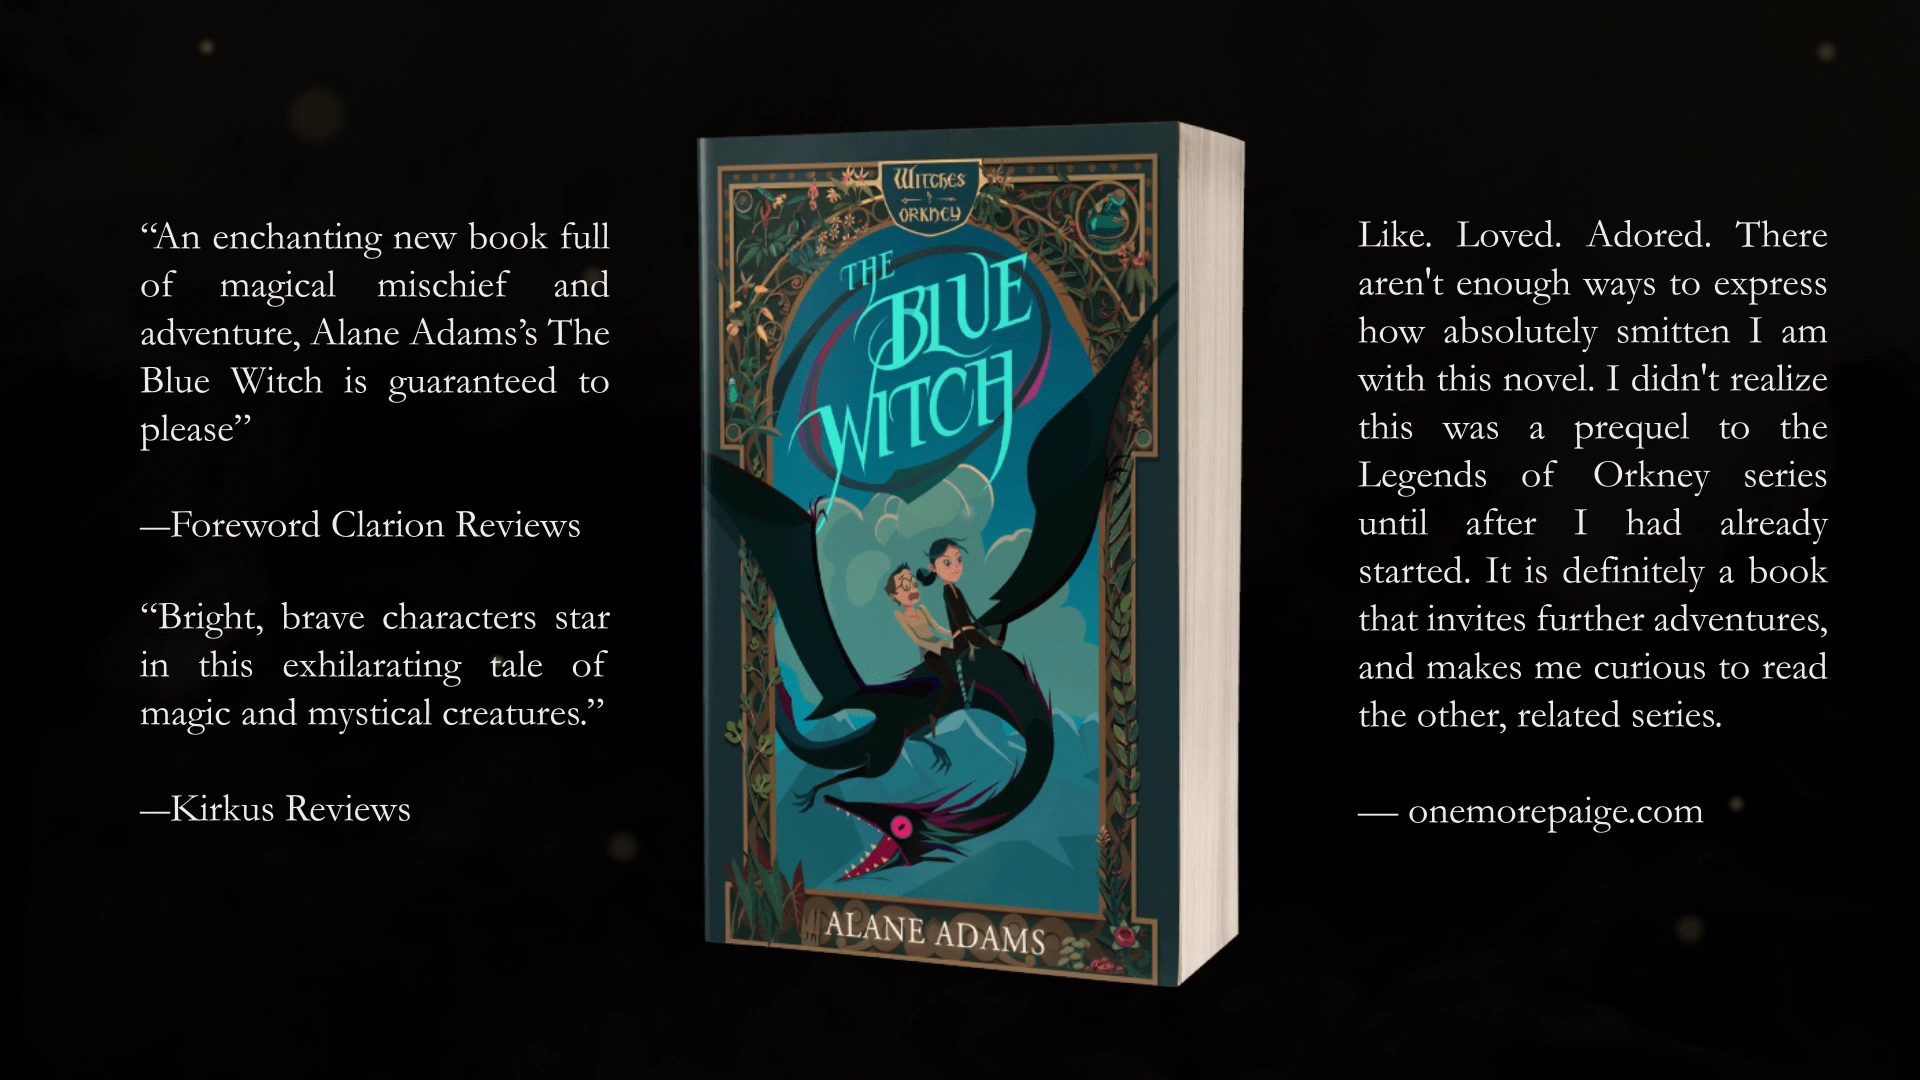 “An enchanting new book full
of magical mischief and
adventure, Alane Adams’s The
Blue Witch is guaranteed to
please”
—Foreword Clarion Reviews
“Bright, brave characters star
in this exhilarating tale of
magic and mystical creatures.”
—Kirkus Reviews
WITCHES
of
ORKNEY
THE
BLUE
WITCH
ALANE ADAMS
Like. Loved. Adored. There
aren't enough ways to express
how absolutely smitten I am
with this novel. I didn't realize
this was a prequel to the
Legends of Orkney series
until after I had already
started. It is definitely a book
that invites further adventures,
and makes me curious to read
the other, related series.
— onemorepaige.com